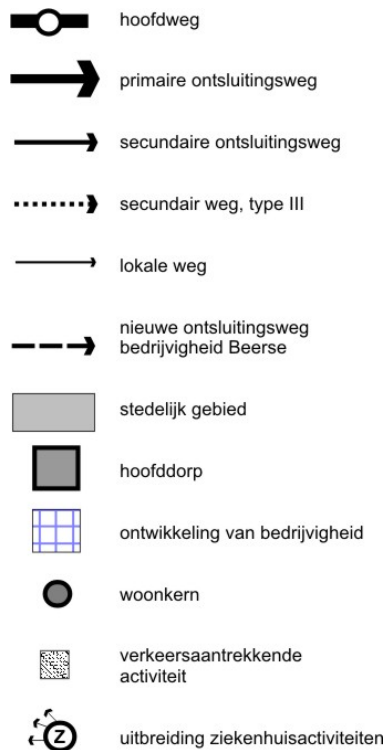 hoofdweg
primaire ontsluitingsweg
secundaire ontsluitingsweg
secundair weg, type III
lokale weg
nieuwe ontsluitingsweg
bedrijvigheid Beerse
stedelijk gebied
hoofddorp
ontwikkeling van bedrijvigheid
woonkern
verkeersaantrekkende
activiteit
Z
uitbreiding ziekenhuisactiviteiten